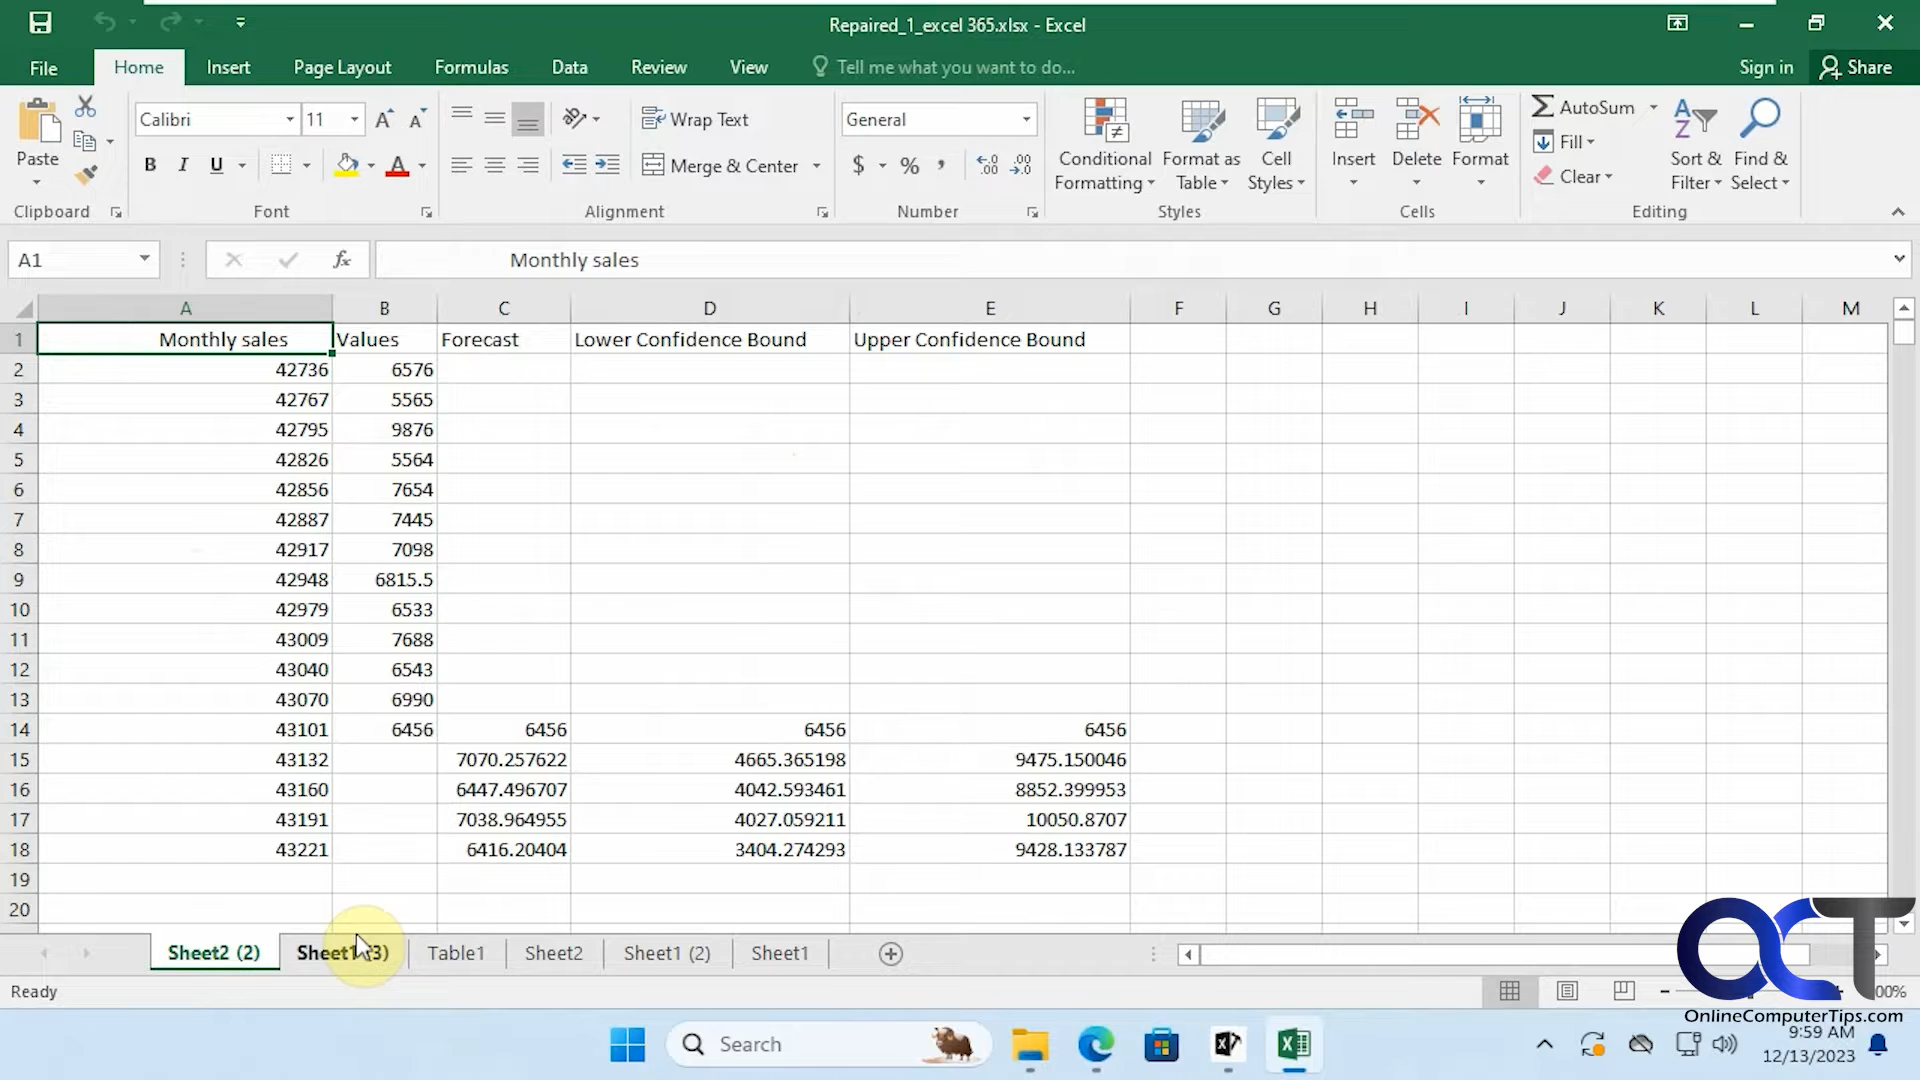 Repaired_1_excel 365.xlsx - Excel
File Home Insert Page Layout Formulas Data Review View Tell me what you want to do... Sign in Share
Calibri 11 Wrap Text General AutoSum
Fill
Paste B I U A Merge & Center $ % , Conditional Formatting Format as Table Cell Styles Insert Delete Format Clear Sort & Filter Find & Select
Clipboard Font Alignment Number Styles Cells Editing
A1 fx Monthly sales
A B C D E F G H I J K L M
1 Monthly sales Values Forecast Lower Confidence Bound Upper Confidence Bound
2 42736 6576
3 42767 5565
4 42795 9876
5 42826 5564
6 42856 7654
7 42887 7445
8 42917 7098
9 42948 6815.5
10 42979 6533
11 43009 7688
12 43040 6543
13 43070 6990
14 43101 6456 6456 6456 6456
15 43132 7070.257622 4665.365198 9475.150046
16 43160 6447.496707 4042.593461 8852.399953
17 43191 7038.964955 4027.059211 10050.8707
18 43221 6416.20404 3404.274293 9428.133787
19
20
Sheet2 (2) Sheet1 (3) Table1 Sheet2 Sheet1 (2) Sheet1
Ready
OCT
OnlineComputerTips.com
Search
9:59 AM
12/13/2023